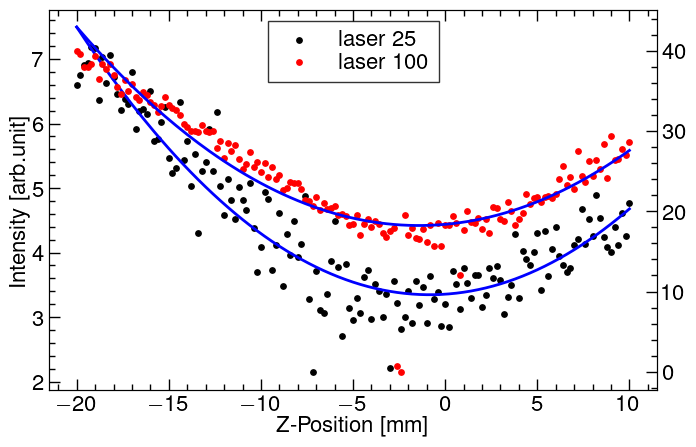 laser 25
laser 100
7
6
5
4
3
2
Intensity [arb.unit]
40
30
20
10
0
−20 −15 −10 −5 0 5 10
Z-Position [mm]